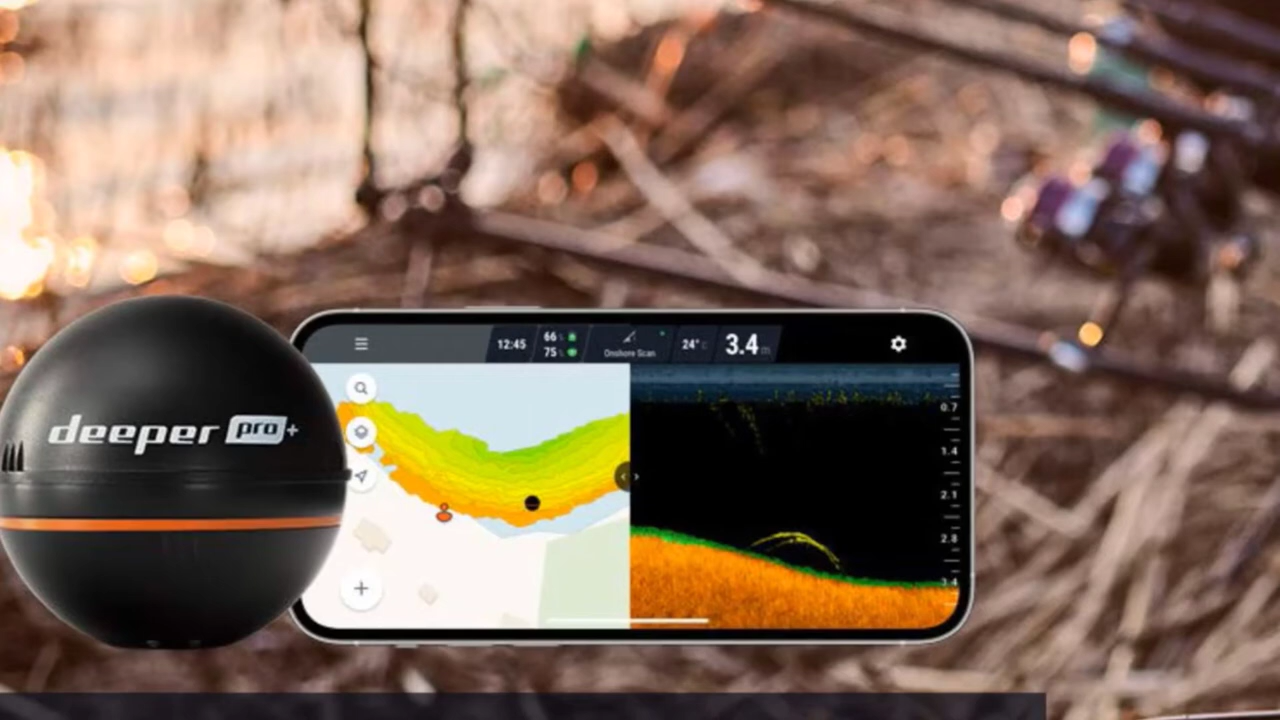 deeper pro+
12:45
66%
75%
Onshore Scan
24°c
3.4m
0.7
1.4
2.1
2.8
3.4